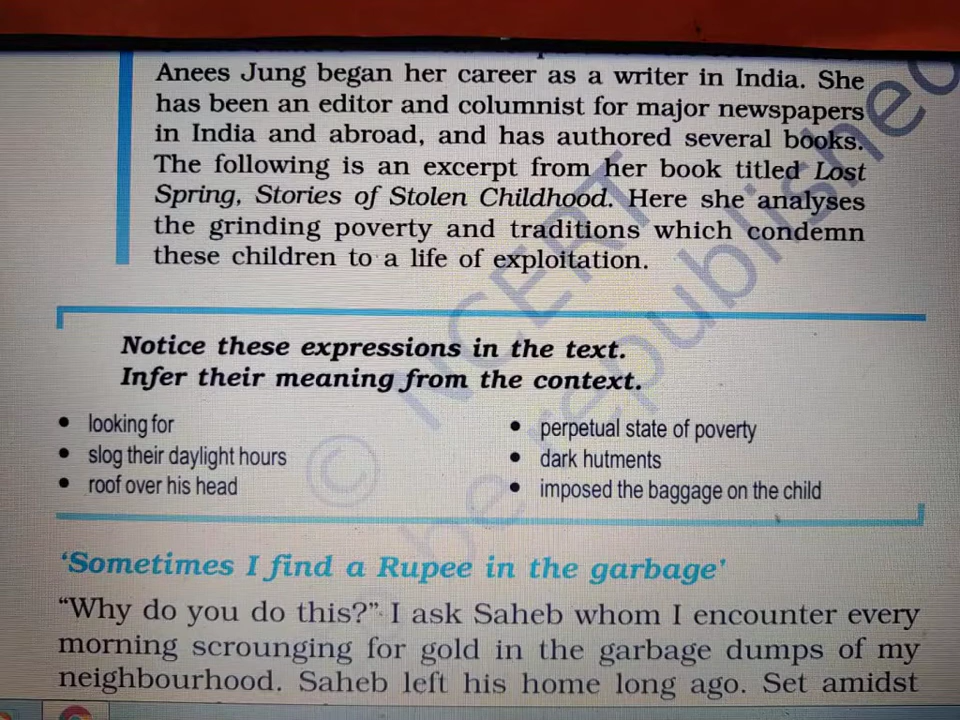 Anees Jung began her career as a writer in India. She
has been an editor and columnist for major newspapers
in India and abroad, and has authored several books.
The following is an excerpt from her book titled Lost
Spring, Stories of Stolen Childhood. Here she analyses
the grinding poverty and traditions which condemn
these children to a life of exploitation.
Notice these expressions in the text.
Infer their meaning from the context.
• looking for
• slog their daylight hours
• roof over his head
• perpetual state of poverty
• dark hutments
• imposed the baggage on the child
‘Sometimes I find a Rupee in the garbage’
“Why do you do this?” I ask Saheb whom I encounter every
morning scrounging for gold in the garbage dumps of my
neighbourhood. Saheb left his home long ago. Set amidst
© NCERT
be republished